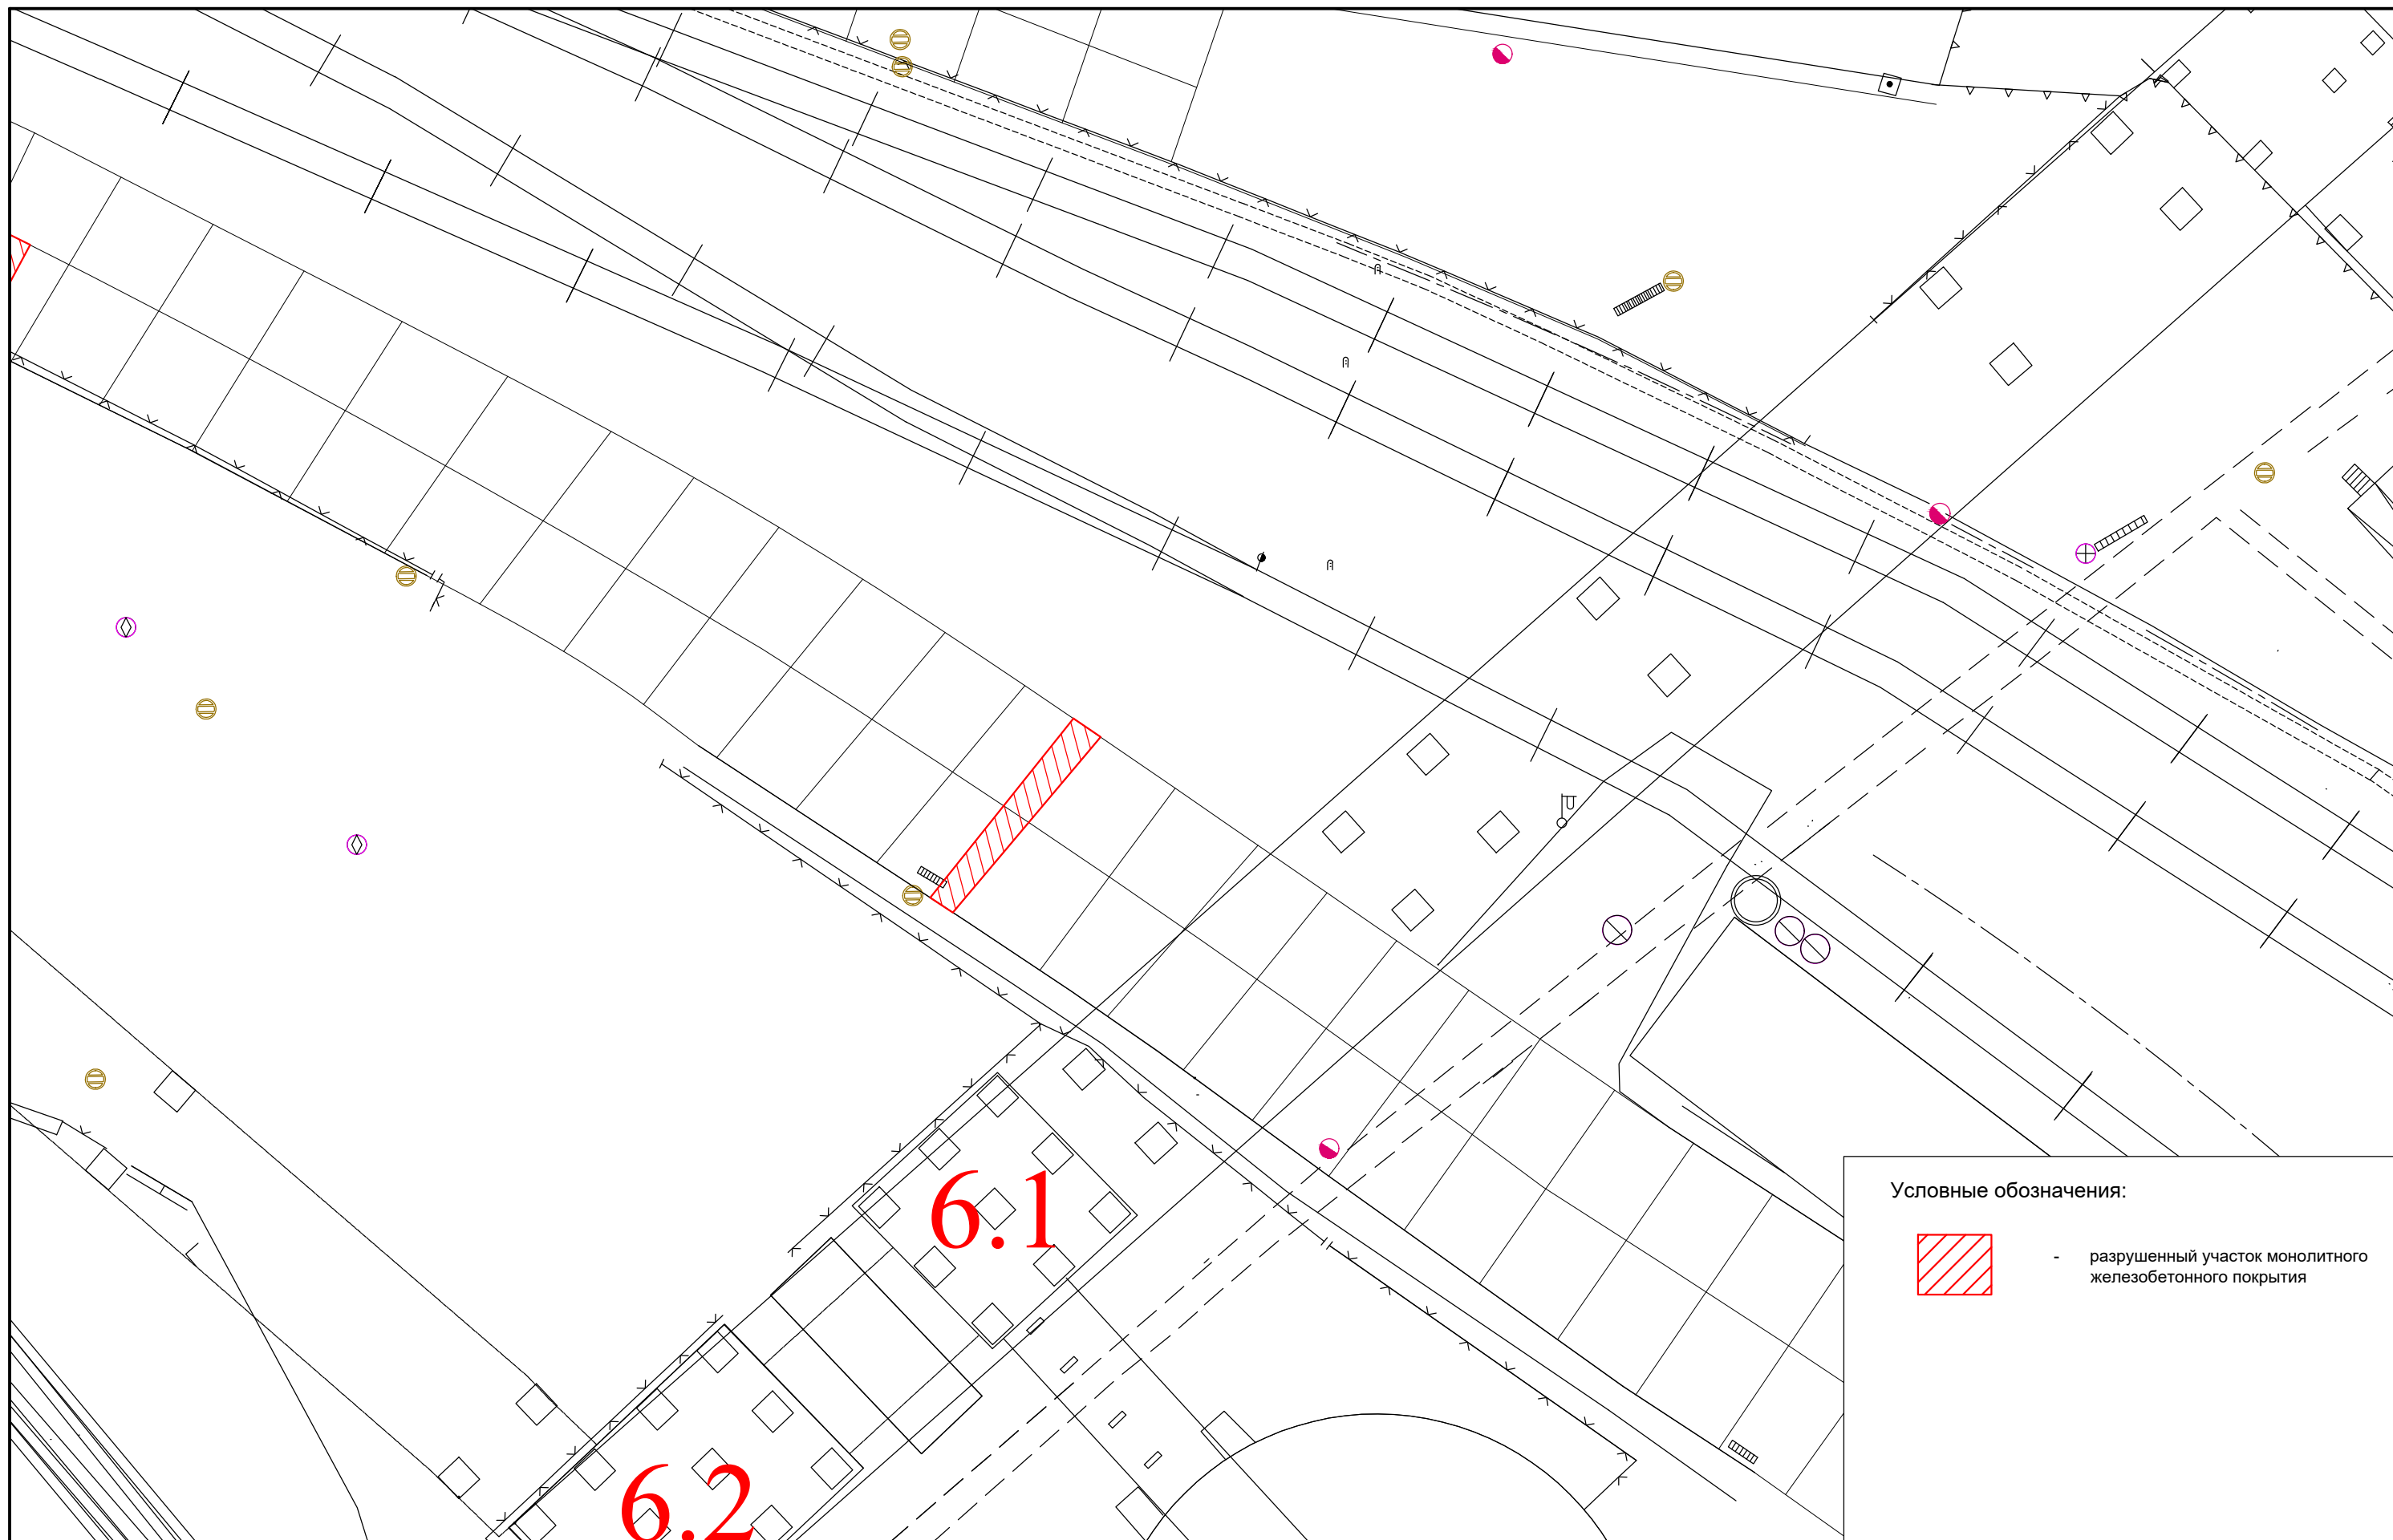 6.1
6.2
Условные обозначения:
- разрушенный участок монолитного
железобетонного покрытия